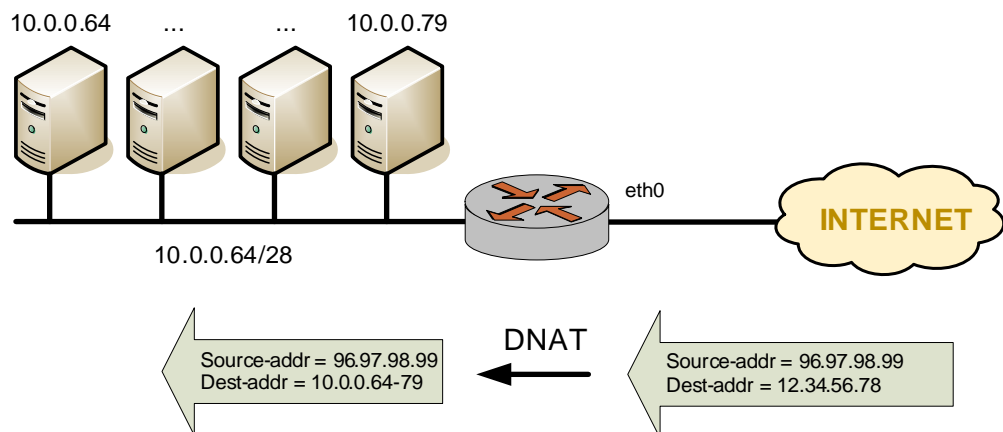 10.0.0.64 ... ... 10.0.0.79
eth0
INTERNET
10.0.0.64/28
DNAT
Source-addr = 96.97.98.99
Dest-addr = 10.0.0.64-79
Source-addr = 96.97.98.99
Dest-addr = 12.34.56.78